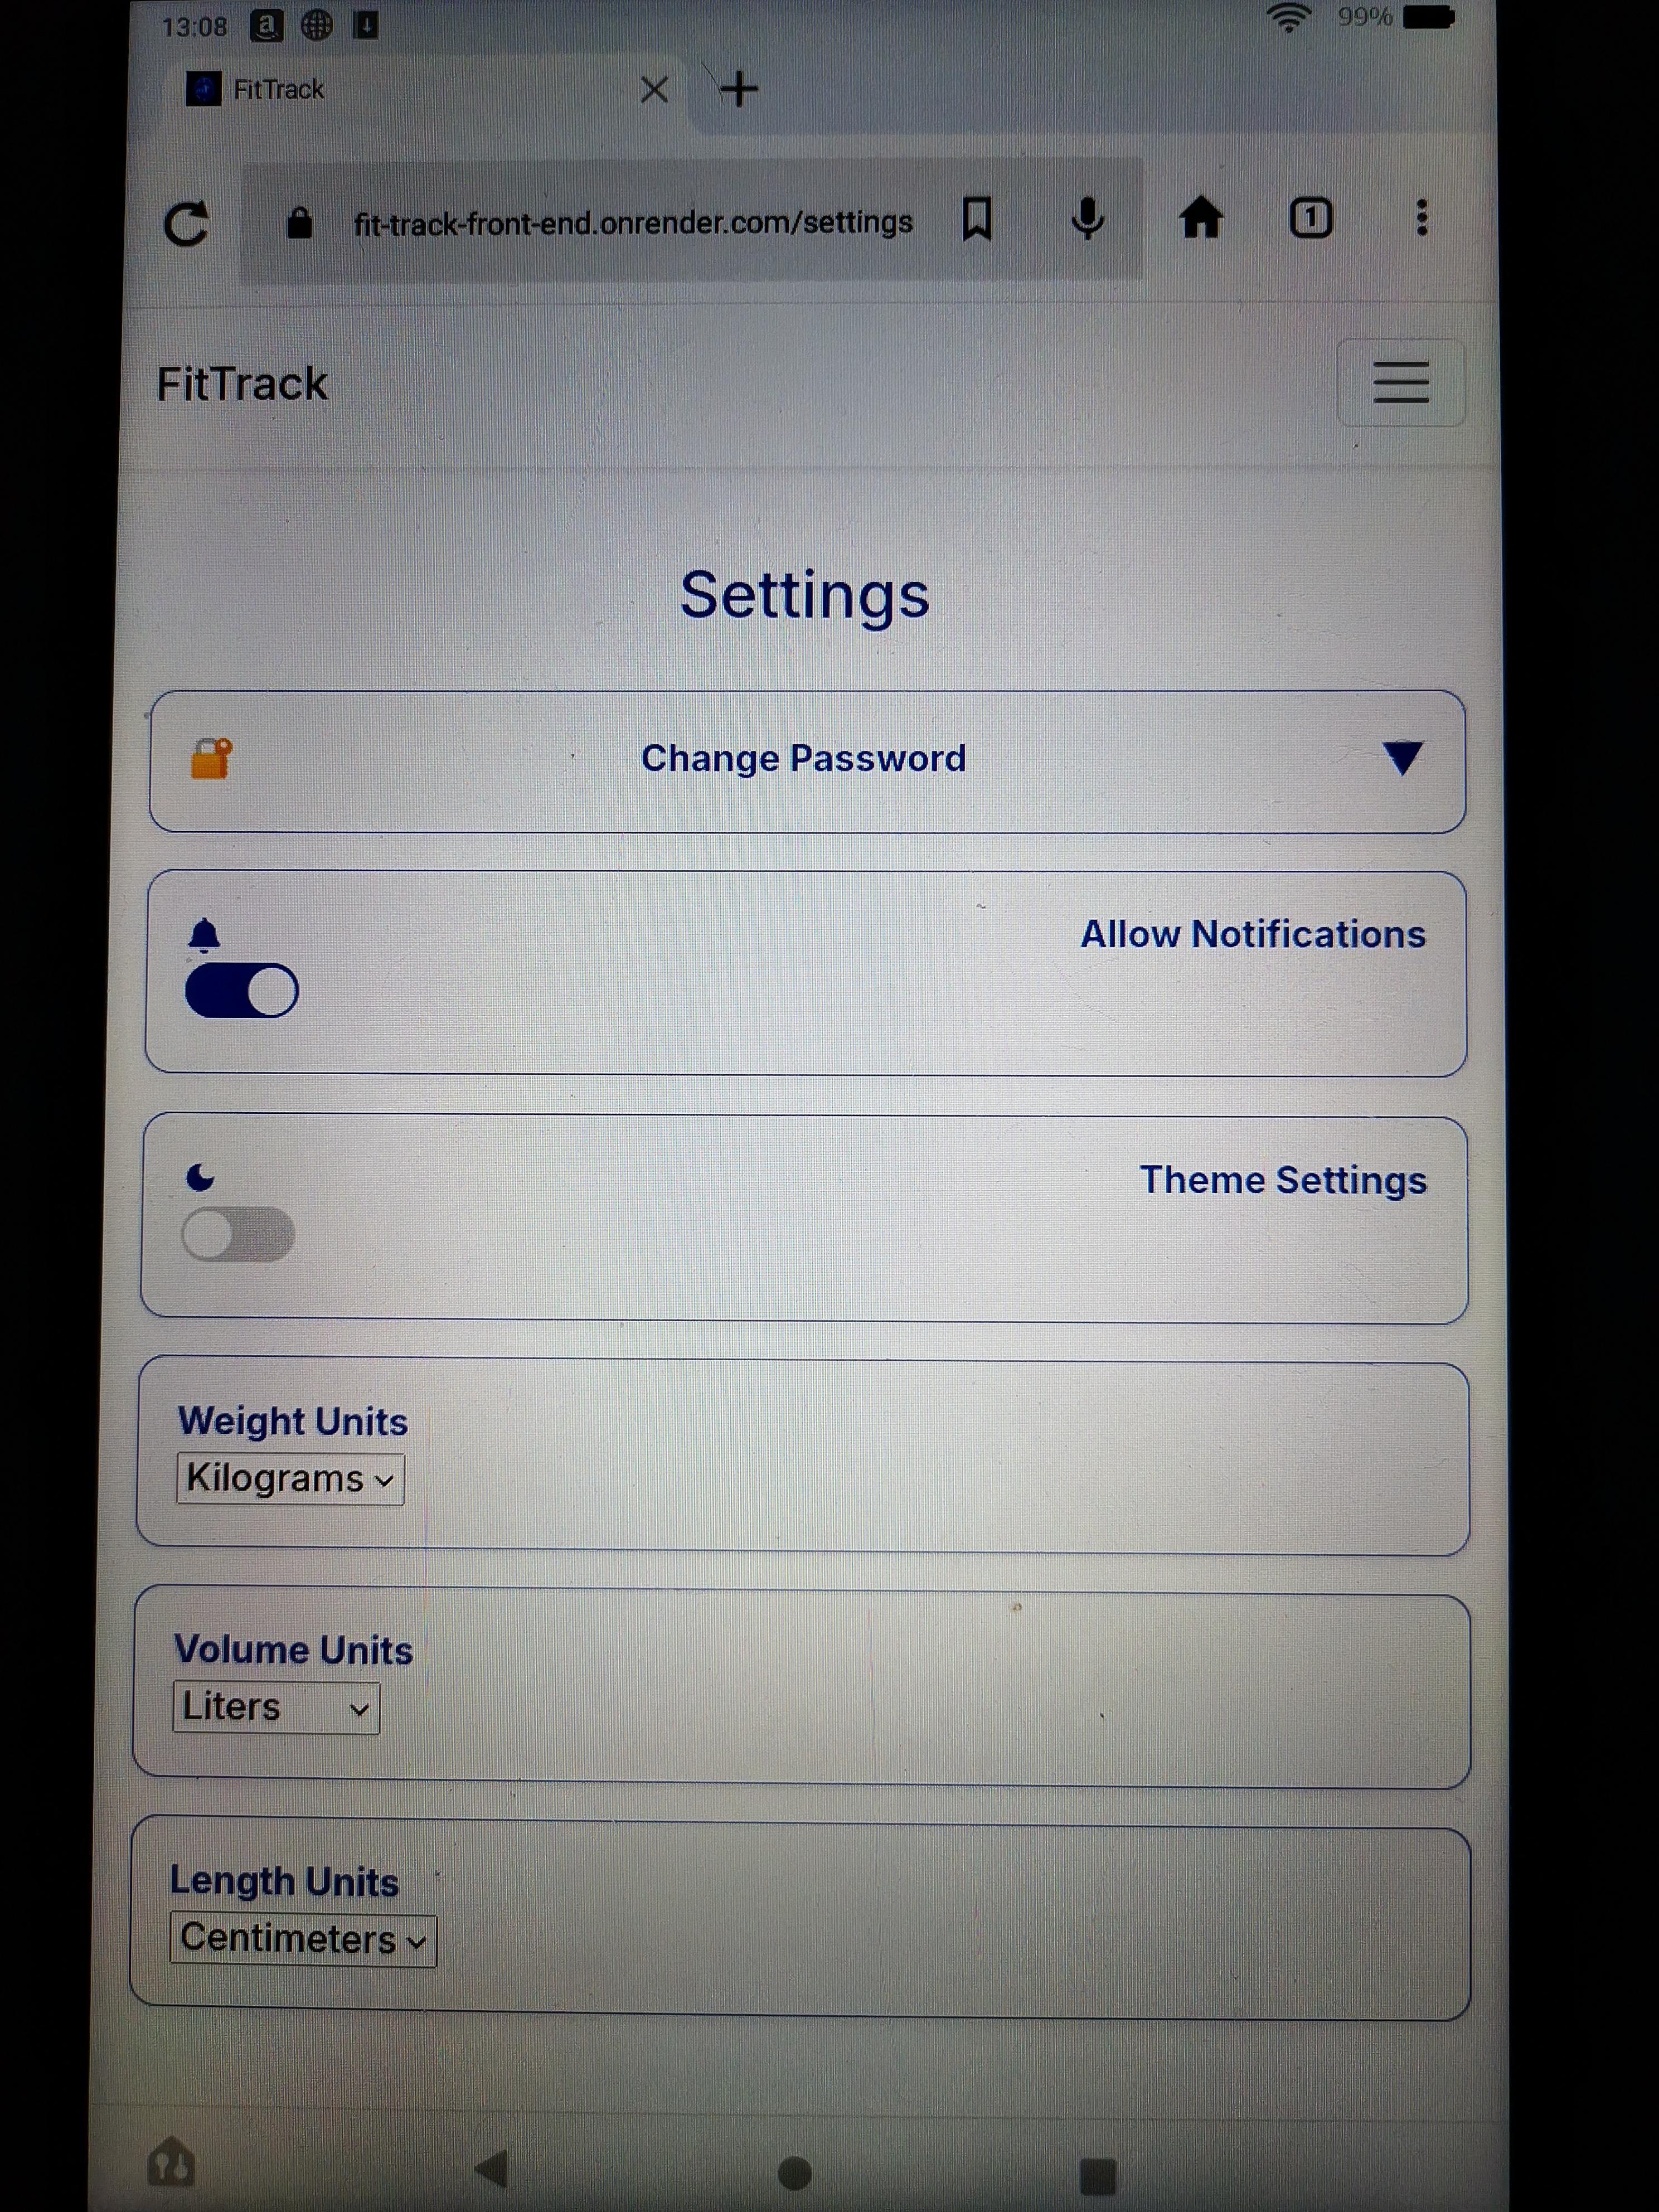 13:08
99%
FitTrack
fit-track-front-end.onrender.com/settings
1
FitTrack
Settings
Change Password
Allow Notifications
Theme Settings
Weight Units
Kilograms
Volume Units
Liters
Length Units
Centimeters